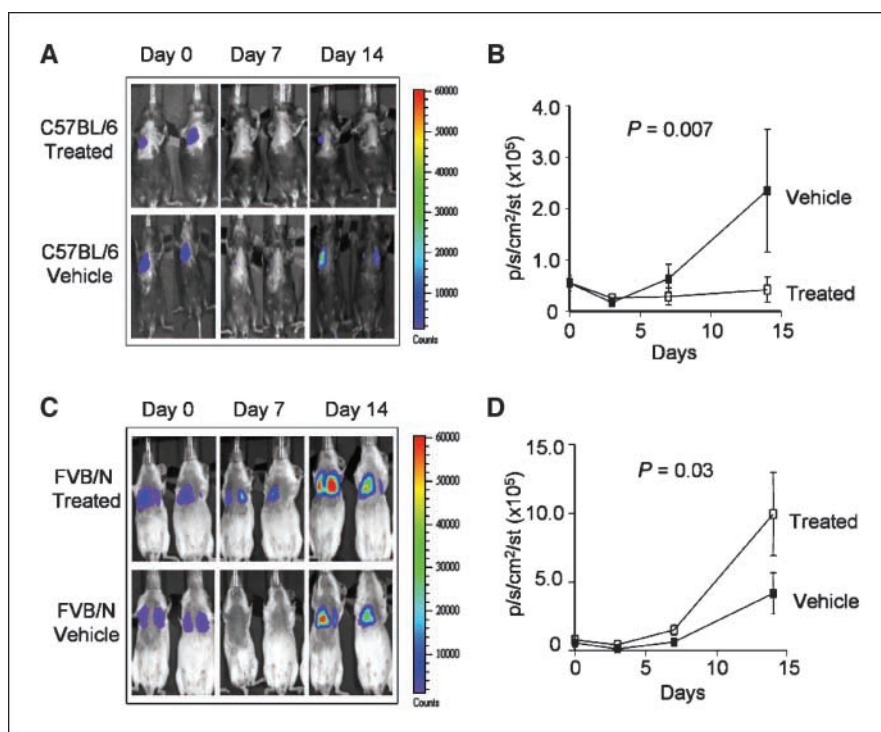 A
Day 0 Day 7 Day 14
C57BL/6
Treated
C57BL/6
Vehicle
60000
50000
40000
30000
20000
10000
Counts
B
P = 0.007
p/s/cm²/st (x10⁵)
4.0
3.0
2.0
1.0
0
0 5 10 15
Days
Vehicle
Treated
C
Day 0 Day 7 Day 14
FVB/N
Treated
FVB/N
Vehicle
60000
50000
40000
30000
20000
10000
Counts
D
P = 0.03
p/s/cm²/st (x10⁵)
15.0
10.0
5.0
0
0 5 10 15
Days
Treated
Vehicle